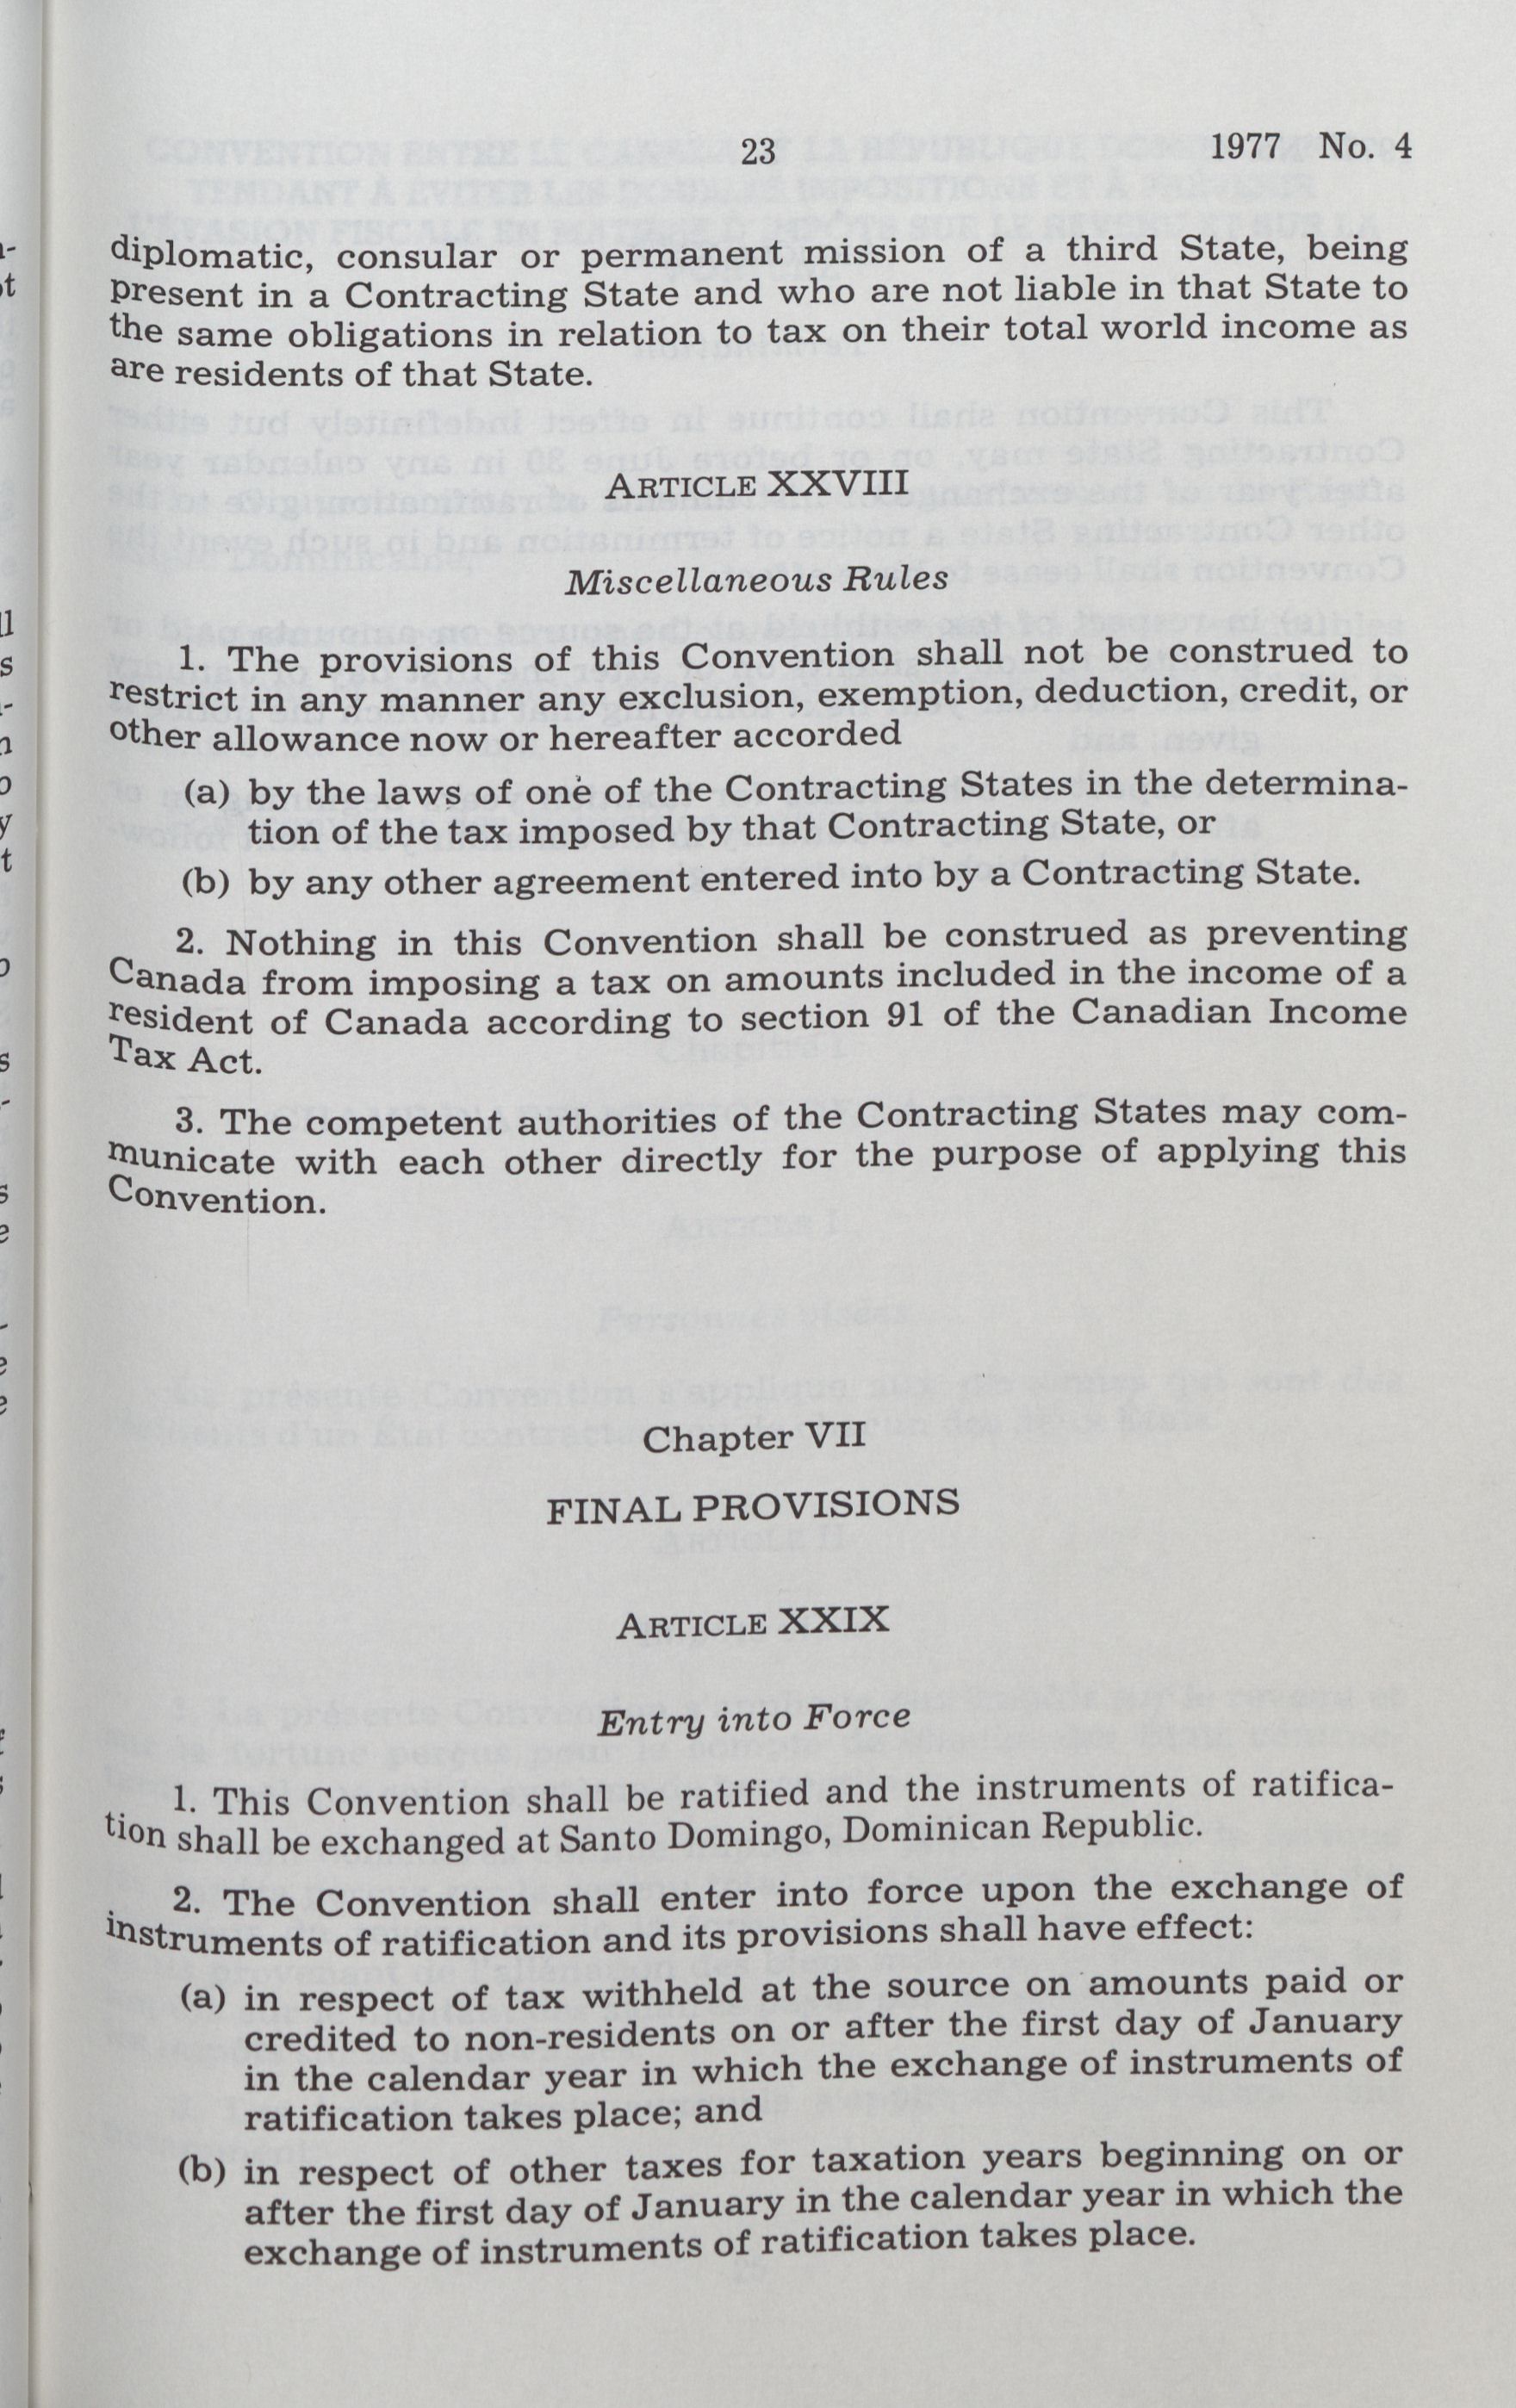 23
1977 No. 4
diplomatic, consular or permanent mission of a third State, being
present in a Contracting State and who are not liable in that State to
the same obligations in relation to tax on their total world income as
are residents of that State.
ARTICLE XXVIII
Miscellaneous Rules
1. The provisions of this Convention shall not be construed to
restrict in any manner any exclusion, exemption, deduction, credit, or
other allowance now or hereafter accorded
(a) by the laws of one of the Contracting States in the determina-
tion of the tax imposed by that Contracting State, or
(b) by any other agreement entered into by a Contracting State.
2. Nothing in this Convention shall be construed as preventing
Canada from imposing a tax on amounts included in the income of a
resident of Canada according to section 91 of the Canadian Income
Tax Act.
3. The competent authorities of the Contracting States may com-
municate with each other directly for the purpose of applying this
Convention.
Chapter VII
FINAL PROVISIONS
ARTICLE XXIX
Entry into Force
1. This Convention shall be ratified and the instruments of ratifica-
tion shall be exchanged at Santo Domingo, Dominican Republic.
2. The Convention shall enter into force upon the exchange of
instruments of ratification and its provisions shall have effect:
(a) in respect of tax withheld at the source on amounts paid or
credited to non-residents on or after the first day of January
in the calendar year in which the exchange of instruments of
ratification takes place; and
(b) in respect of other taxes for taxation years beginning on or
after the first day of January in the calendar year in which the
exchange of instruments of ratification takes place.